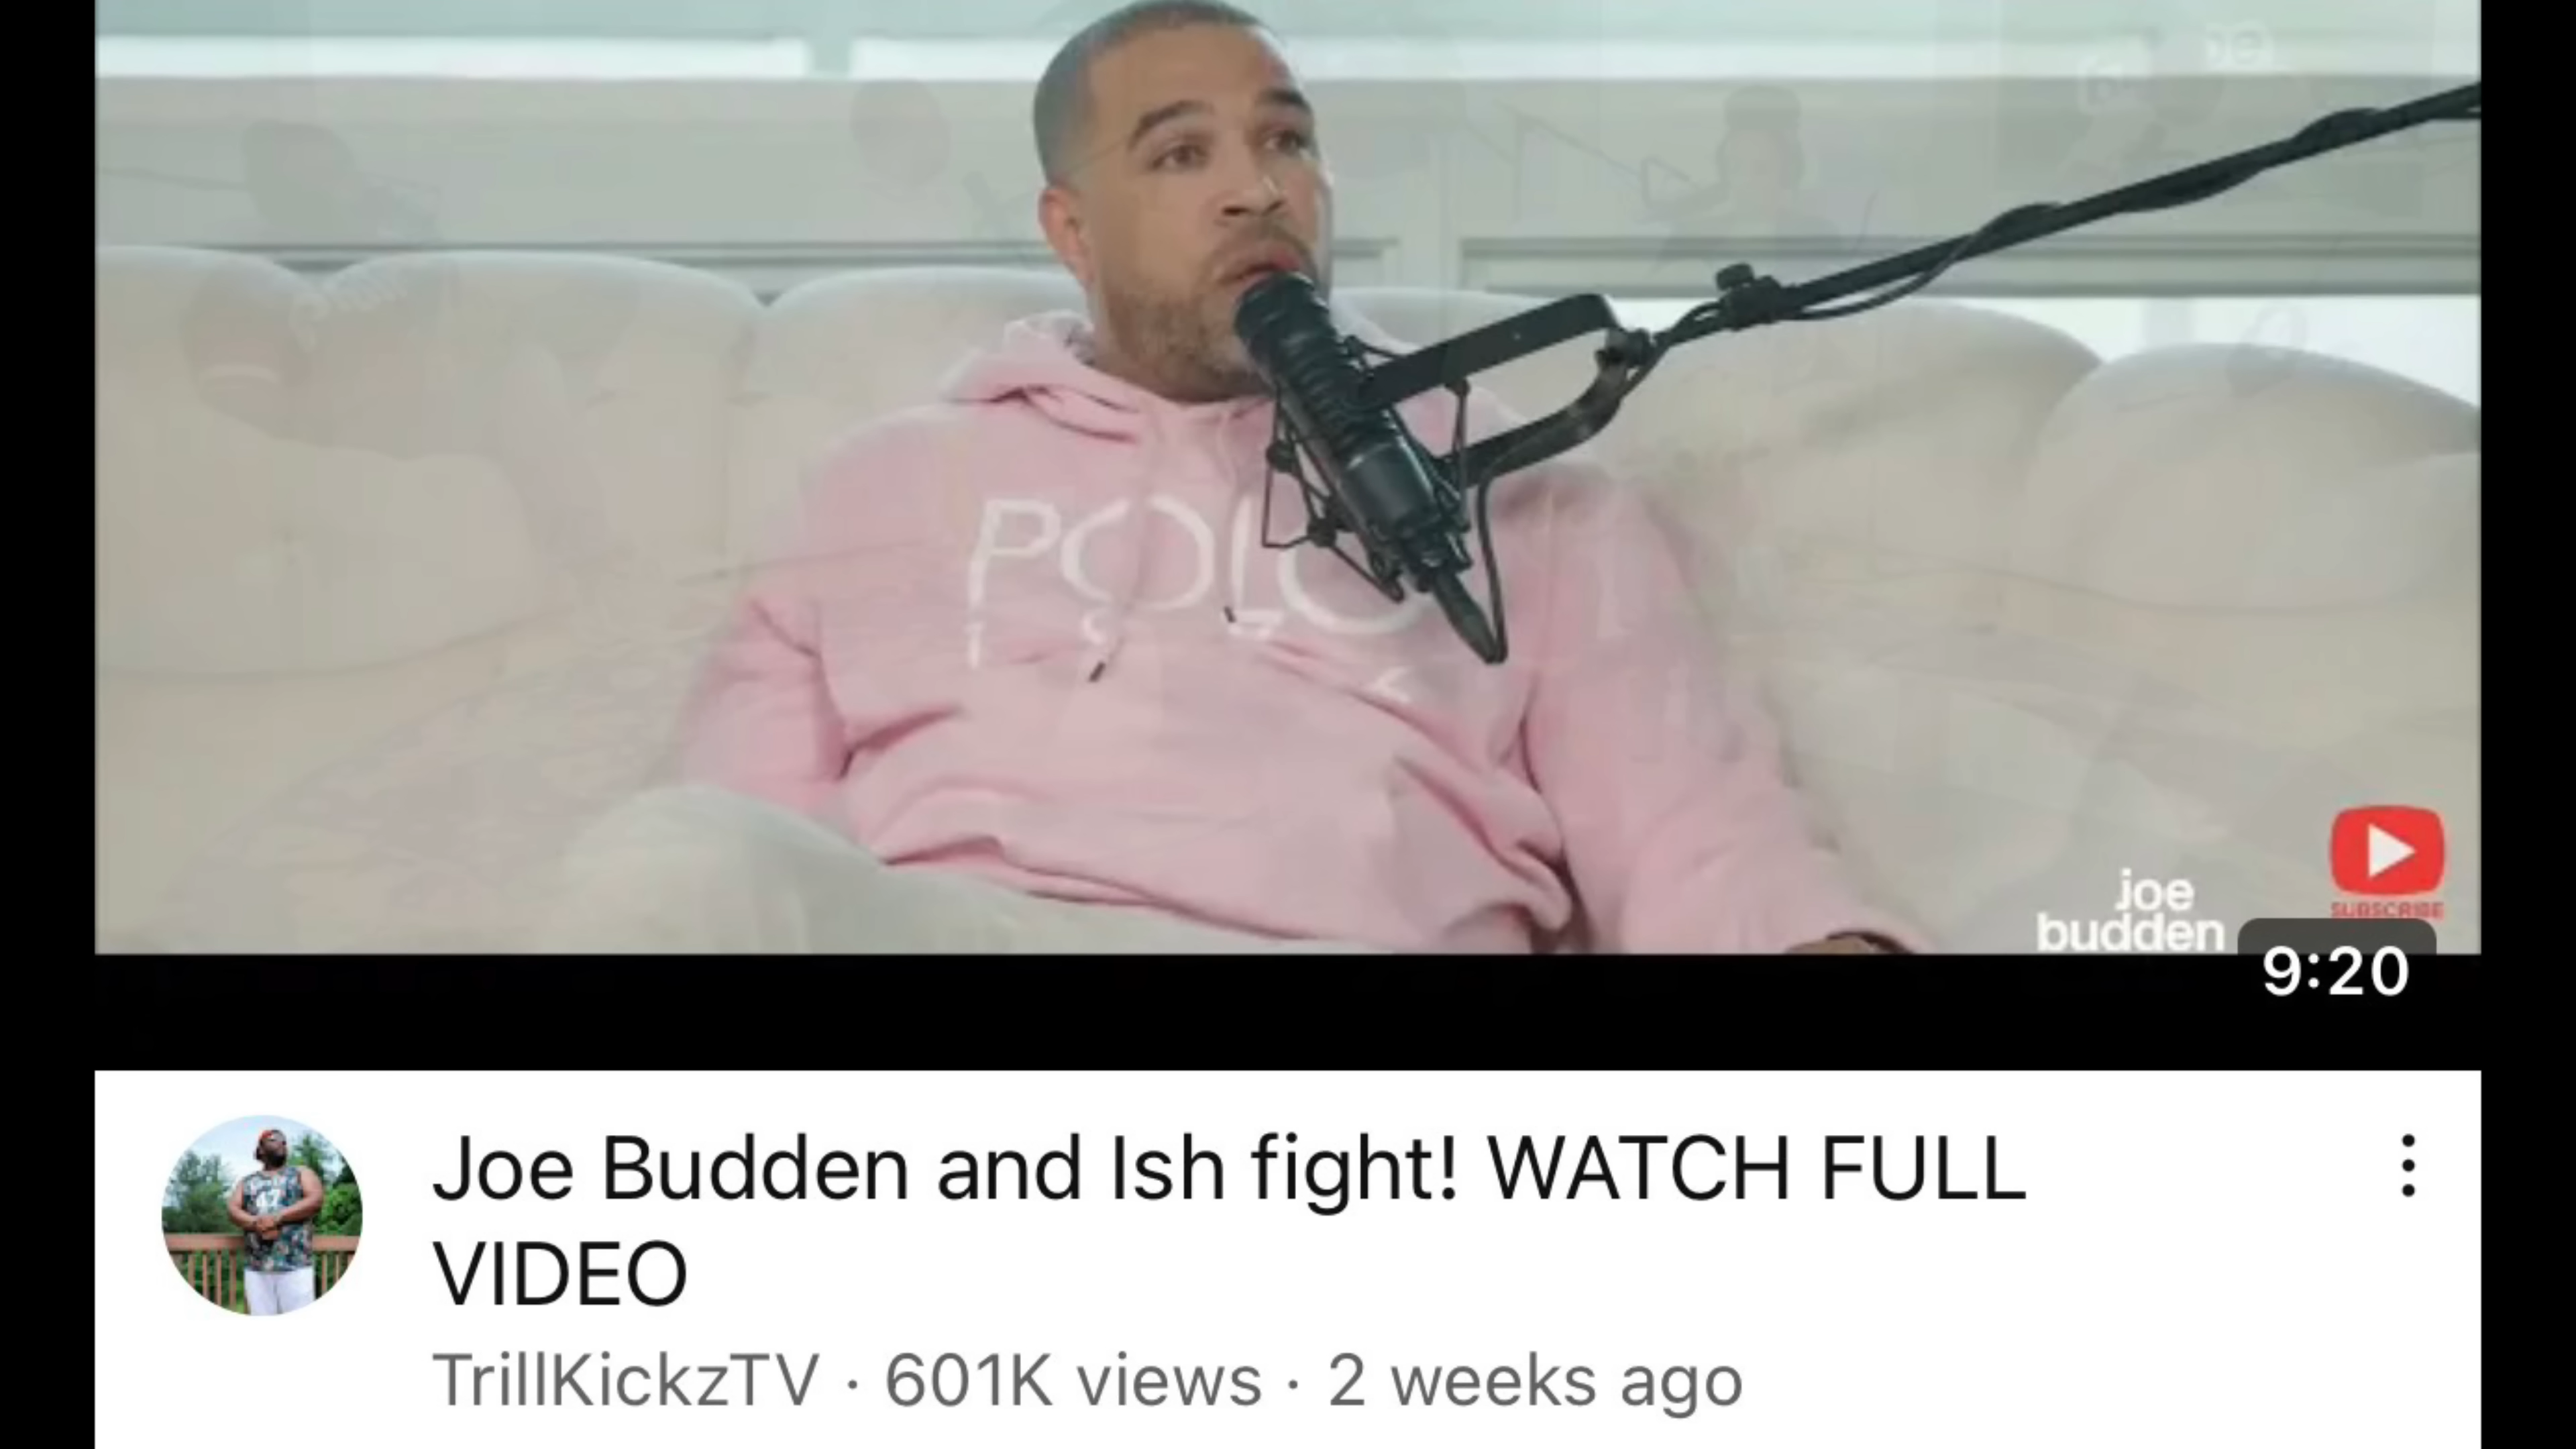 POLO
joe
budden
SUBSCRIBE
9:20
Joe Budden and Ish fight! WATCH FULL
VIDEO
TrillKickzTV · 601K views · 2 weeks ago